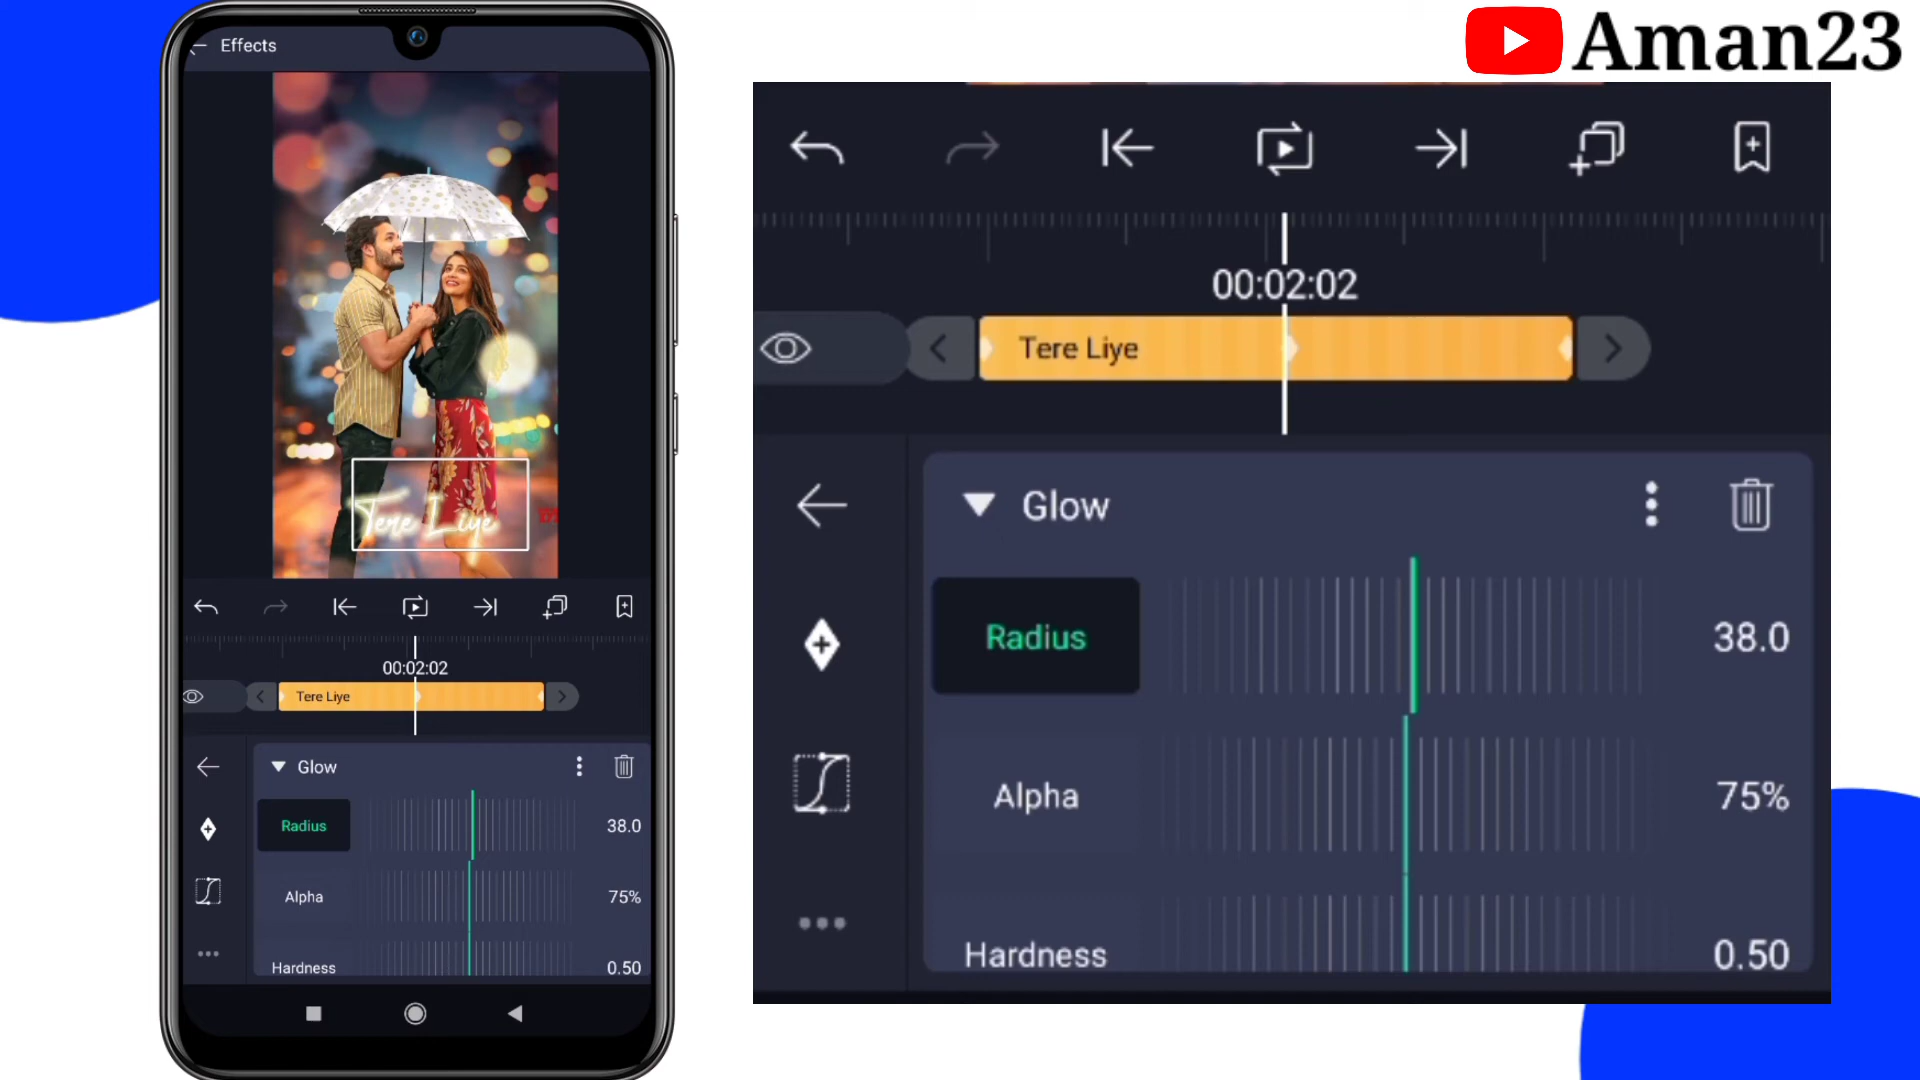 Effects
Aman23
Tere Liye
00:02:02
Tere Liye
Glow
Radius
38.0
Alpha
75%
Hardness
0.50
00:02:02
Tere Liye
Glow
Radius
38.0
Alpha
75%
Hardness
0.50